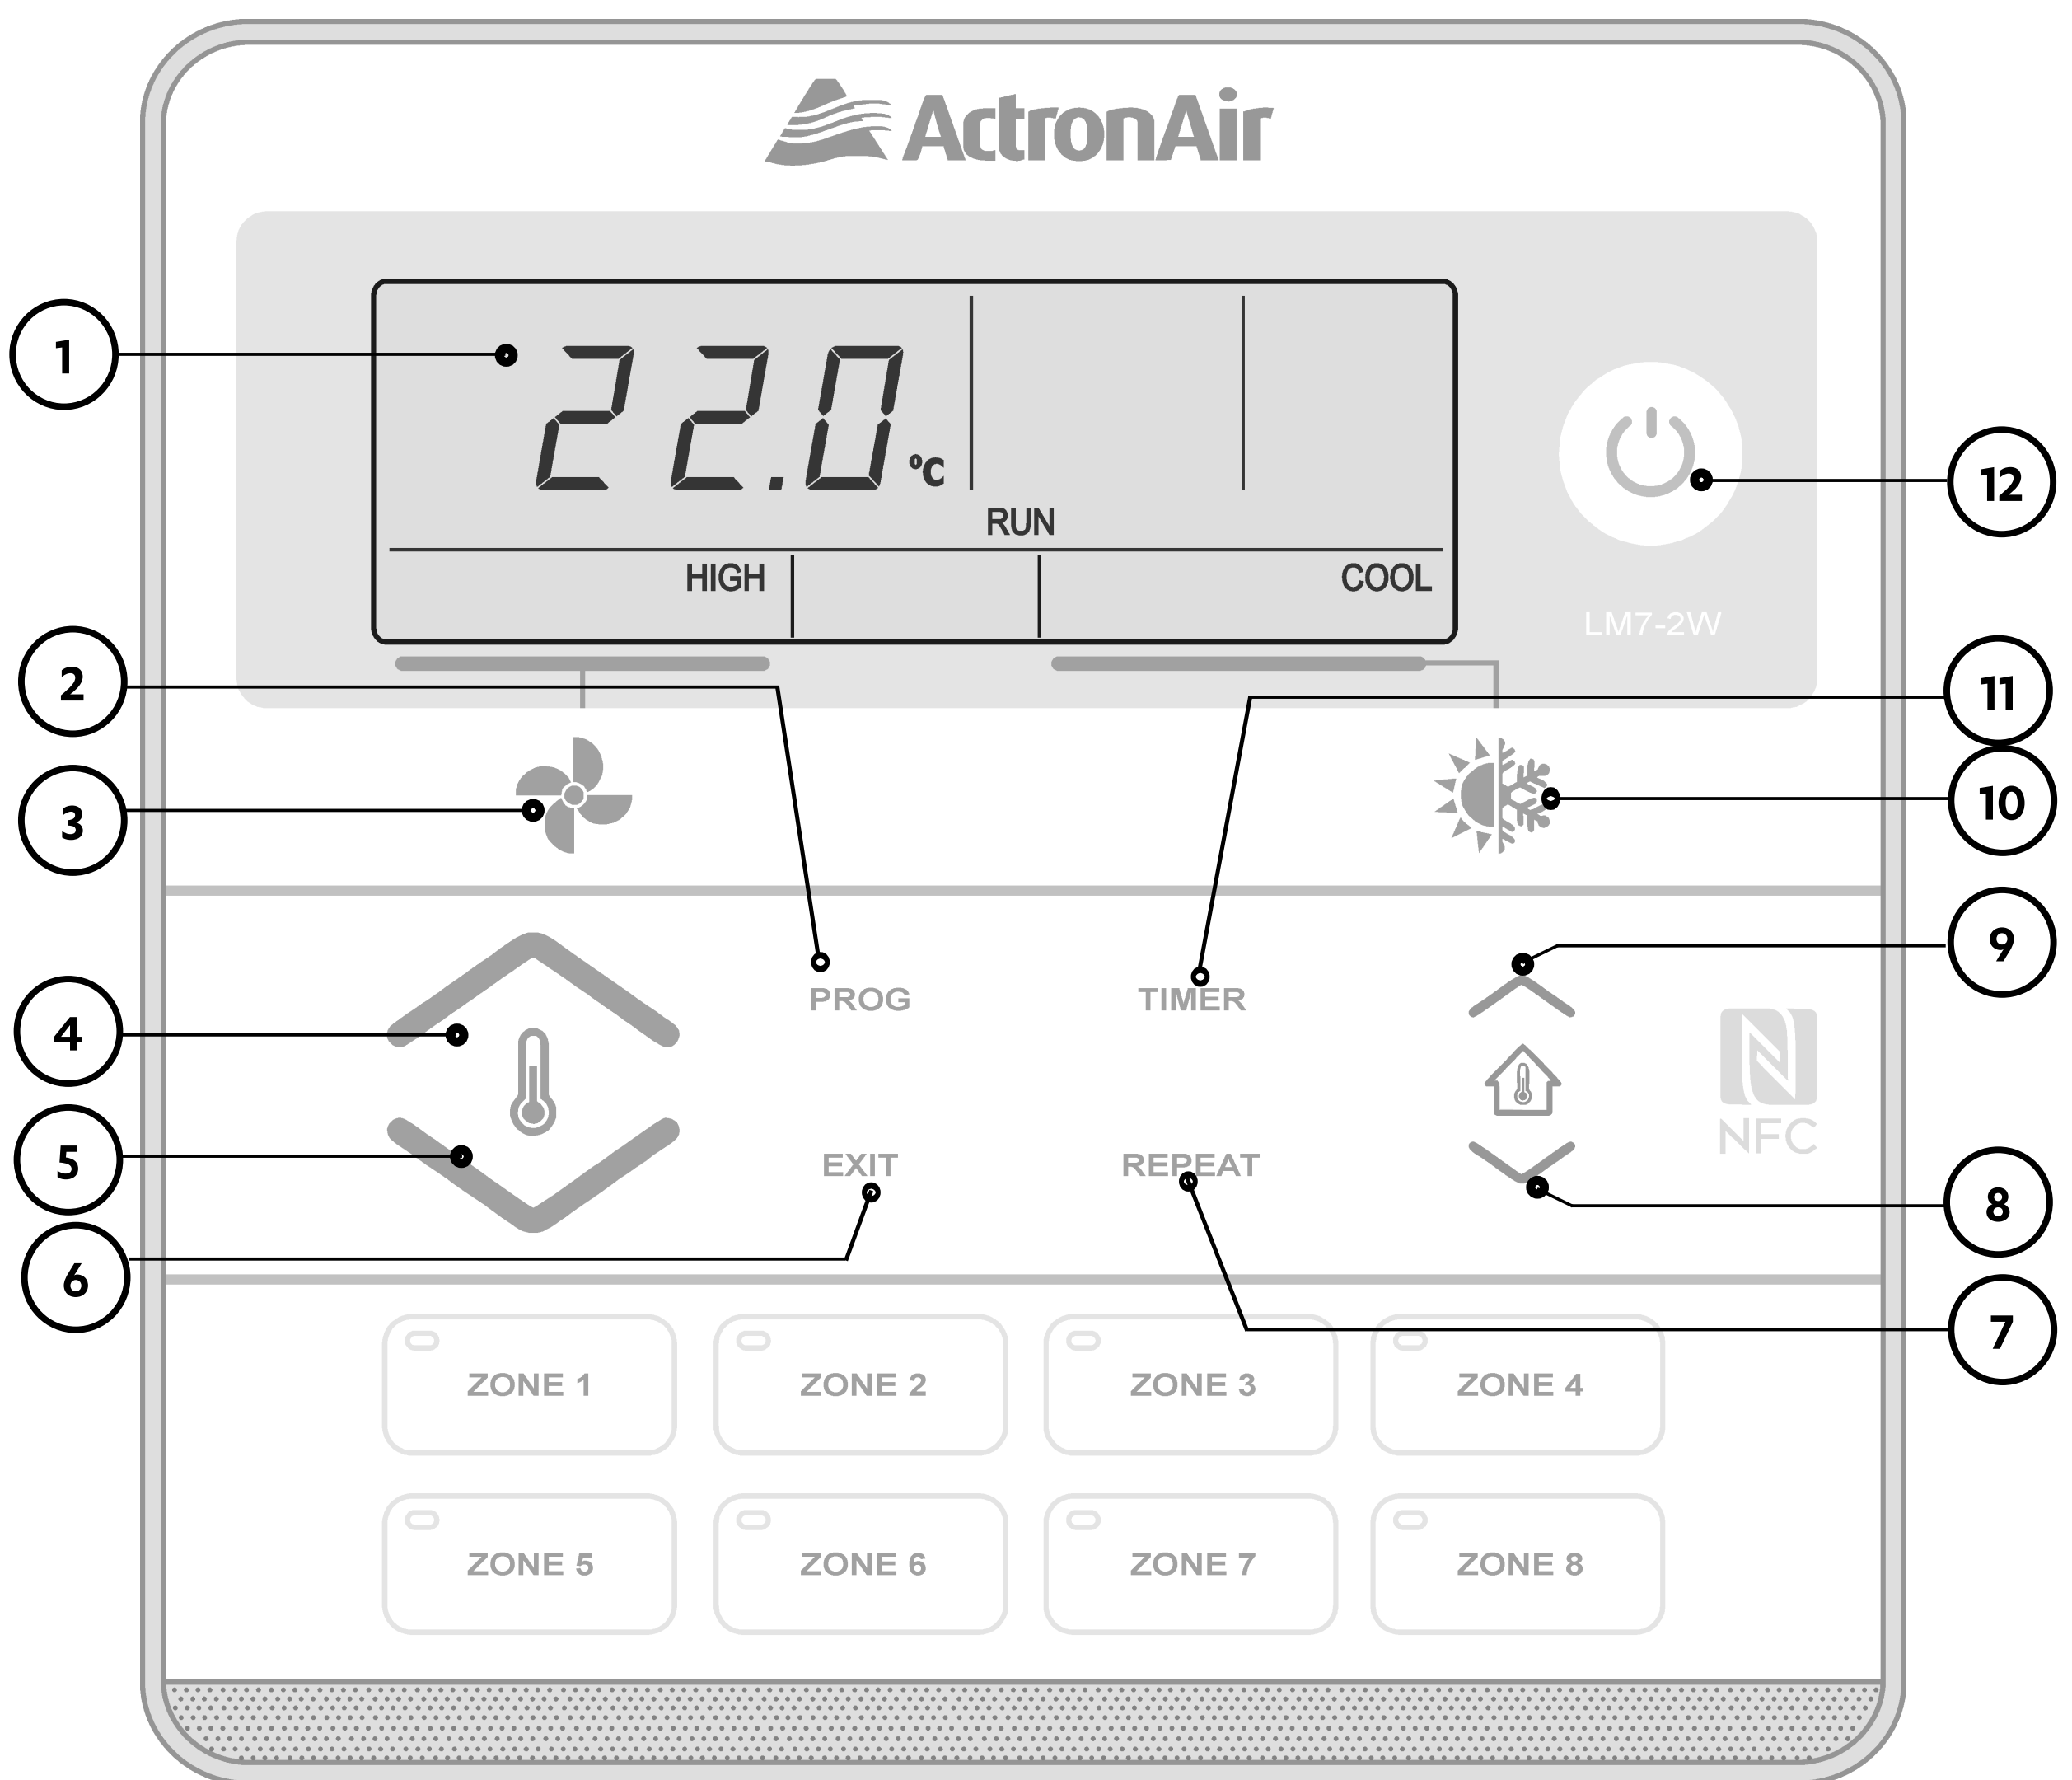 ActronAir
1
22.0°C
RUN
HIGH
COOL
12
LM7-2W
2
11
3
10
9
PROG
TIMER
4
5
EXIT
REPEAT
NFC
8
6
7
ZONE 1
ZONE 2
ZONE 3
ZONE 4
ZONE 5
ZONE 6
ZONE 7
ZONE 8